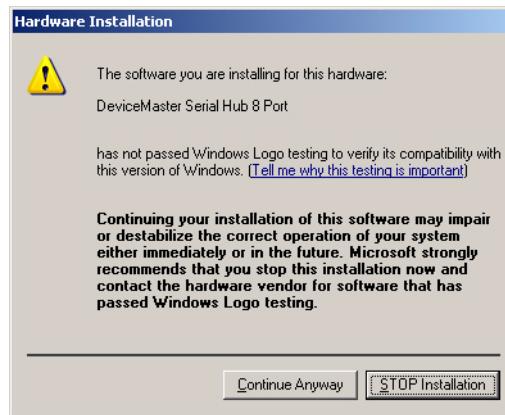 Hardware Installation
The software you are installing for this hardware:
DeviceMaster Serial Hub 8 Port
has not passed Windows Logo testing to verify its compatibility with
this version of Windows. (Tell me why this testing is important)
Continuing your installation of this software may impair
or destabilize the correct operation of your system
either immediately or in the future. Microsoft strongly
recommends that you stop this installation now and
contact the hardware vendor for software that has
passed Windows Logo testing.
Continue Anyway STOP Installation